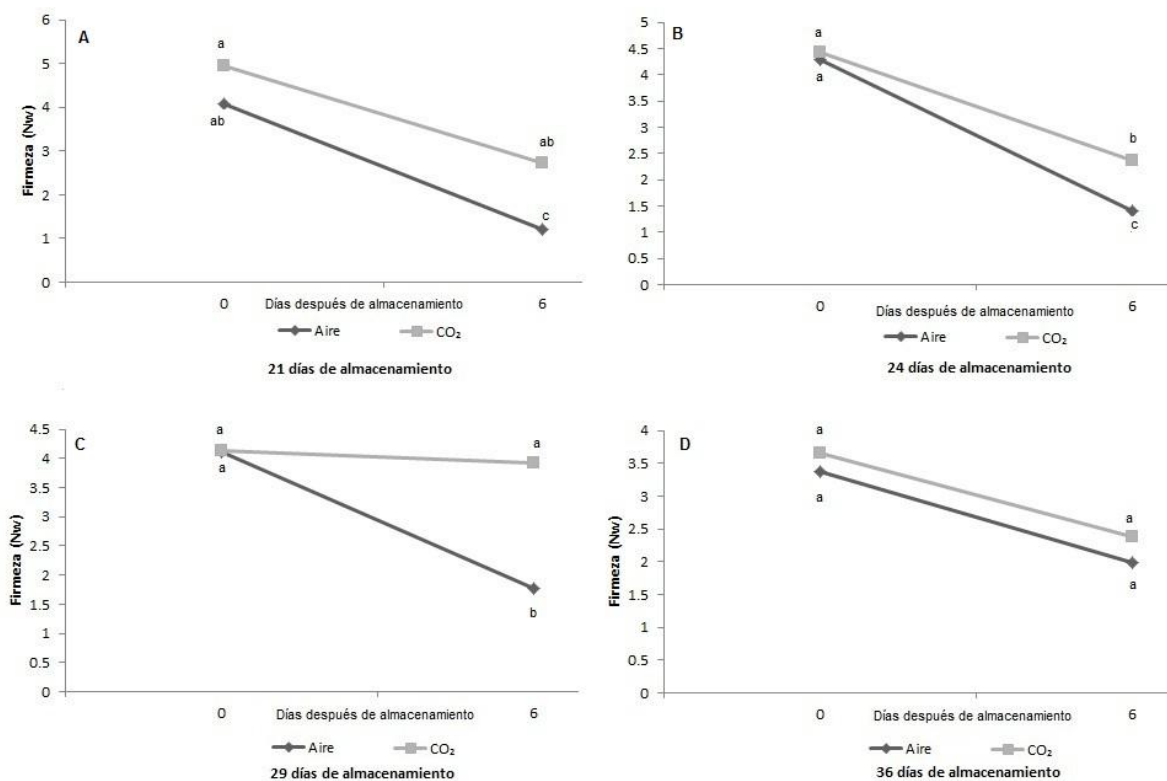 A
Firmeza (Nw)
6
5
4
3
2
1
0
a
ab
ab
c
0 Días después de almacenamiento 6
Aire CO₂
21 días de almacenamiento
B
5
4.5
4
3.5
3
2.5
2
1.5
1
0.5
0
a
a
b
c
0 Días después de almacenamiento 6
Aire CO₂
24 días de almacenamiento
C
Firmeza (Nw)
4.5
4
3.5
3
2.5
2
1.5
1
0.5
0
a
a
a
b
0 Días después de almacenamiento 6
Aire CO₂
29 días de almacenamiento
D
Firmeza (Nw)
4
3.5
3
2.5
2
1.5
1
0.5
0
a
a
a
a
0 Días después de almacenamiento 6
Aire CO₂
36 días de almacenamiento